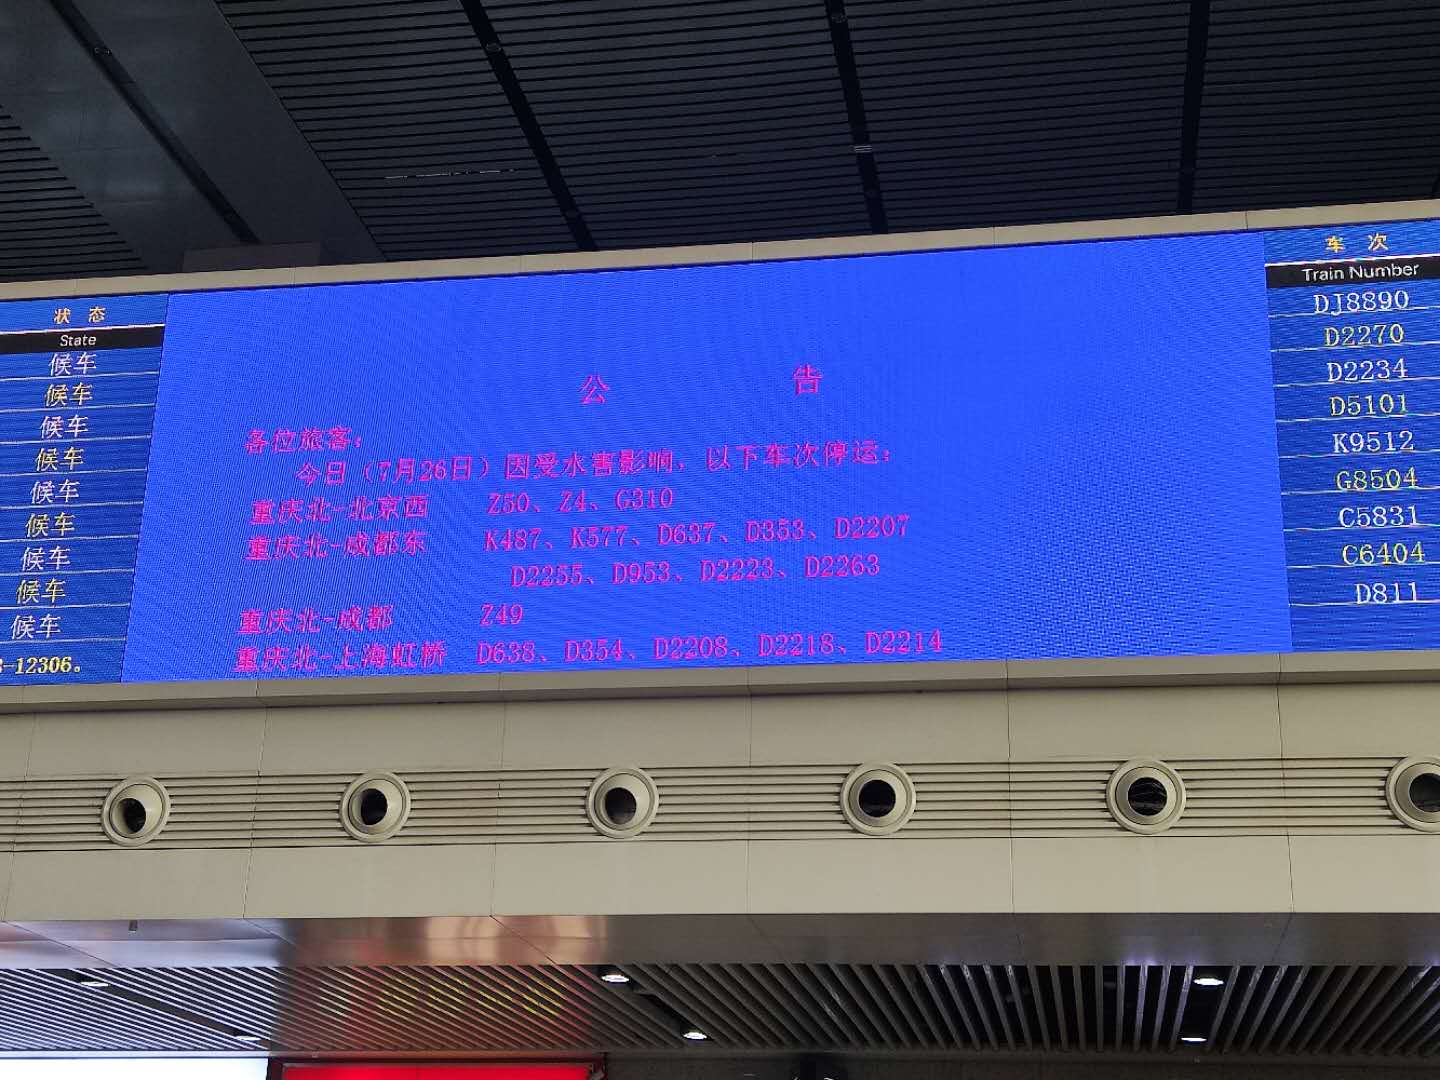 状 态
State
候车
候车
候车
候车
候车
候车
候车
候车
候车
-12306。
公 告
各位旅客：
今日（7月26日）因受水害影响，以下车次停运：
重庆北-北京西 Z50、Z4、G310
重庆北-成都东 K487、K577、D637、D353、D2207
D2255、D953、D2223、D2263
重庆北-成都 Z49
重庆北-上海虹桥 D638、D354、D2208、D2218、D2214
车 次
Train Number
DJ8890
D2270
D2234
D5101
K9512
G8504
C5831
C6404
D811